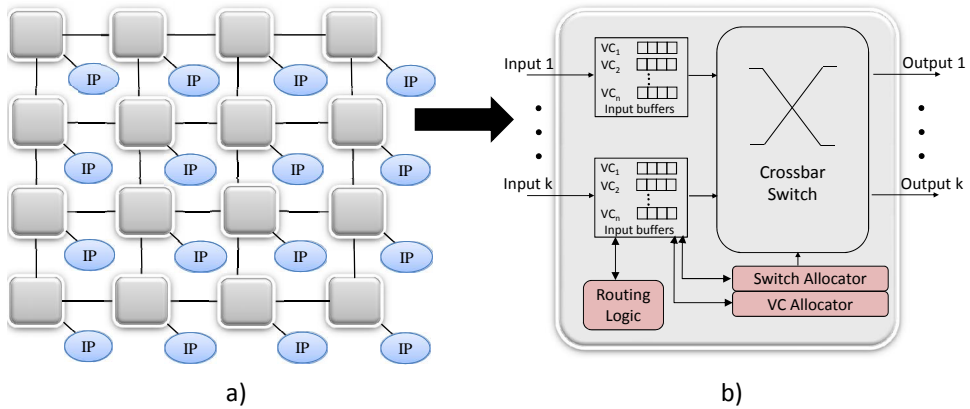 IP IP IP IP
IP IP IP IP
IP IP IP IP
IP IP IP IP
a)
Input 1
VC1
VC2
VCn
Input buffers
Output 1
Input k
VC1
VC2
VCn
Input buffers
Crossbar
Switch
Output k
Routing
Logic
Switch Allocator
VC Allocator
b)